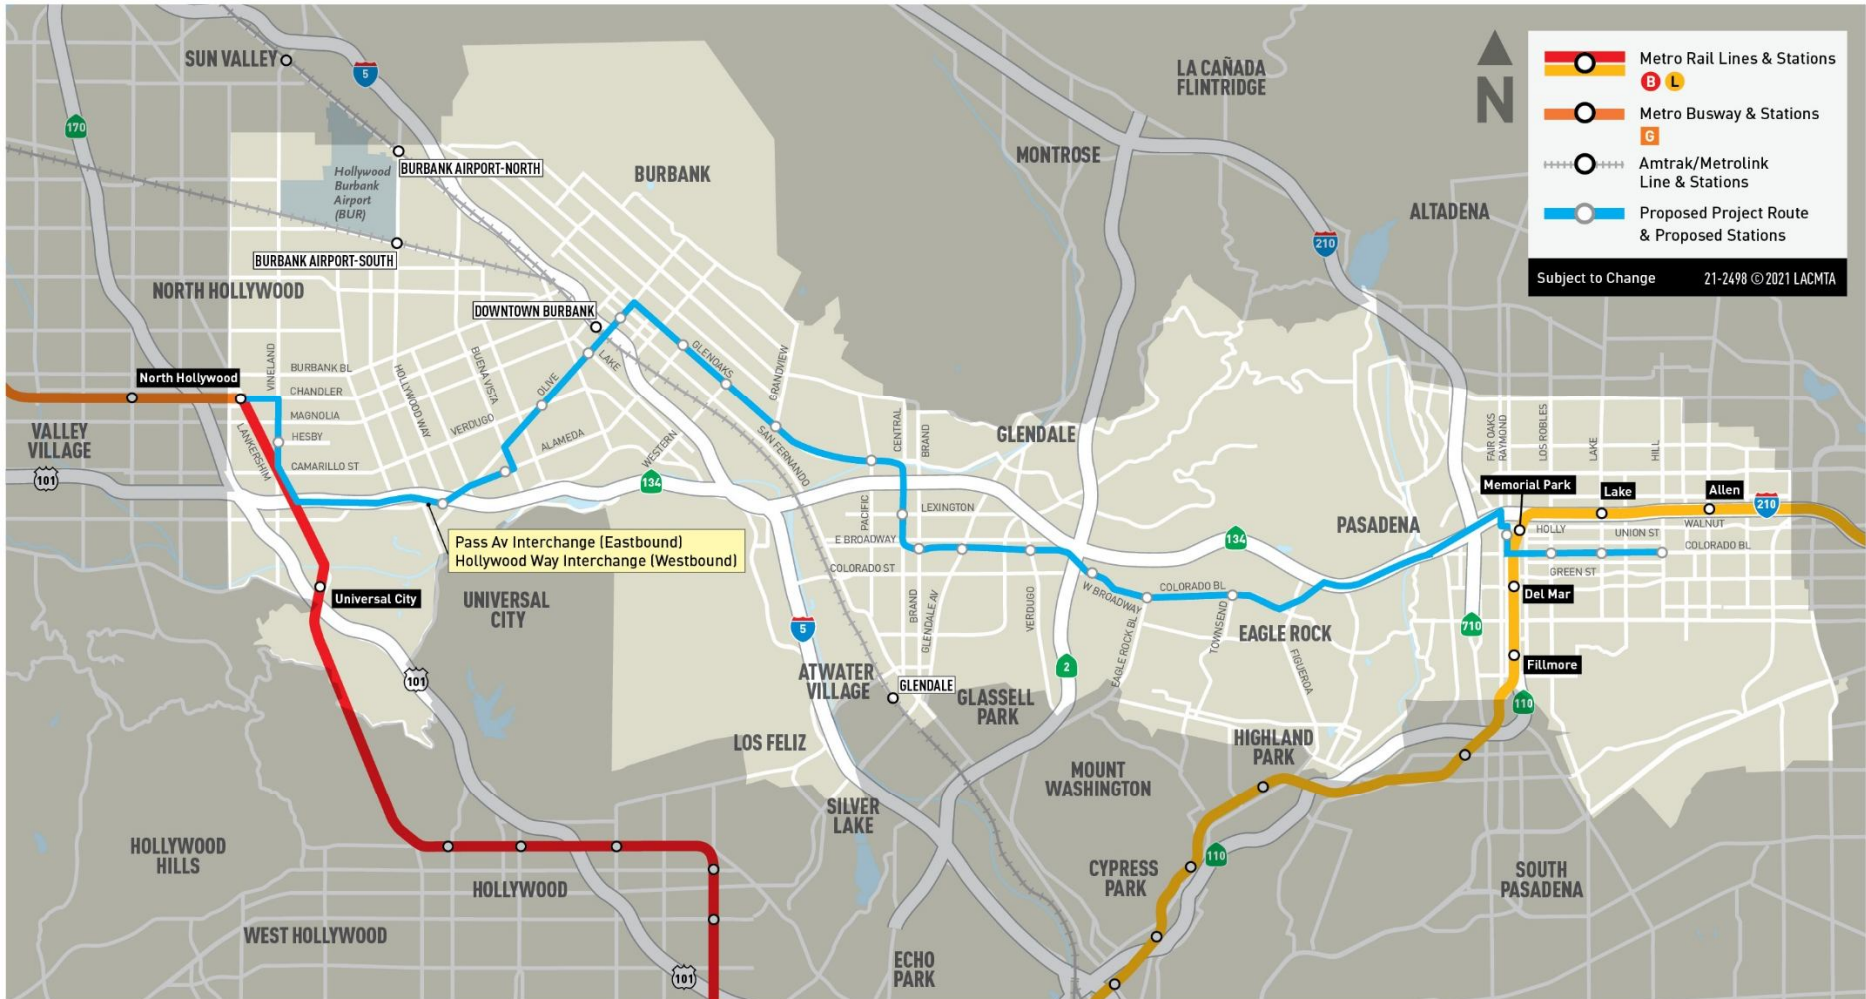 SUN VALLEY
5
LA CAÑADA
FLINTRIDGE
N
Metro Rail Lines & Stations
B L
Metro Busway & Stations
G
Amtrak/Metrolink
Line & Stations
Proposed Project Route
& Proposed Stations
Subject to Change
21-2498 © 2021 LACMTA
170
Hollywood
Burbank
Airport
(BUR)
BURBANK AIRPORT-NORTH
BURBANK
MONTROSE
ALTADENA
210
BURBANK AIRPORT-SOUTH
NORTH HOLLYWOOD
DOWNTOWN BURBANK
North Hollywood
VINELAND
BURBANK BL
CHANDLER
MAGNOLIA
HESBY
CAMARILLO ST
LANKERSHIM
HOLLYWOOD WAY
BUENA VISTA
VERDUGO
OLIVE
ALAMEDA
LAKE
GLENOAKS
GRANDVIEW
WESTERN
SAN FERNANDO
134
VALLEY
VILLAGE
101
Pass Av Interchange (Eastbound)
Hollywood Way Interchange (Westbound)
CENTRAL
BRAND
GLENDALE
PACIFIC
LEXINGTON
E BROADWAY
COLORADO ST
BRAND
GLENDALE AV
VERDUGO
W BROADWAY
EAGLE ROCK BL
COLORADO BL
TOWNSEND
FIGUEROA
134
PASADENA
EAGLE ROCK
FAIR OAKS
RAYMOND
LOS ROBLES
LAKE
HILL
Memorial Park
Lake
Allen
210
HOLLY
WALNUT
UNION ST
COLORADO BL
GREEN ST
Del Mar
710
Fillmore
110
Universal City
UNIVERSAL
CITY
101
5
2
ATWATER
VILLAGE
GLENDALE
GLASSELL
PARK
LOS FELIZ
HIGHLAND
PARK
MOUNT
WASHINGTON
SILVER
LAKE
HOLLYWOOD
HILLS
HOLLYWOOD
CYPRESS
PARK
110
SOUTH
PASADENA
WEST HOLLYWOOD
ECHO
PARK
101